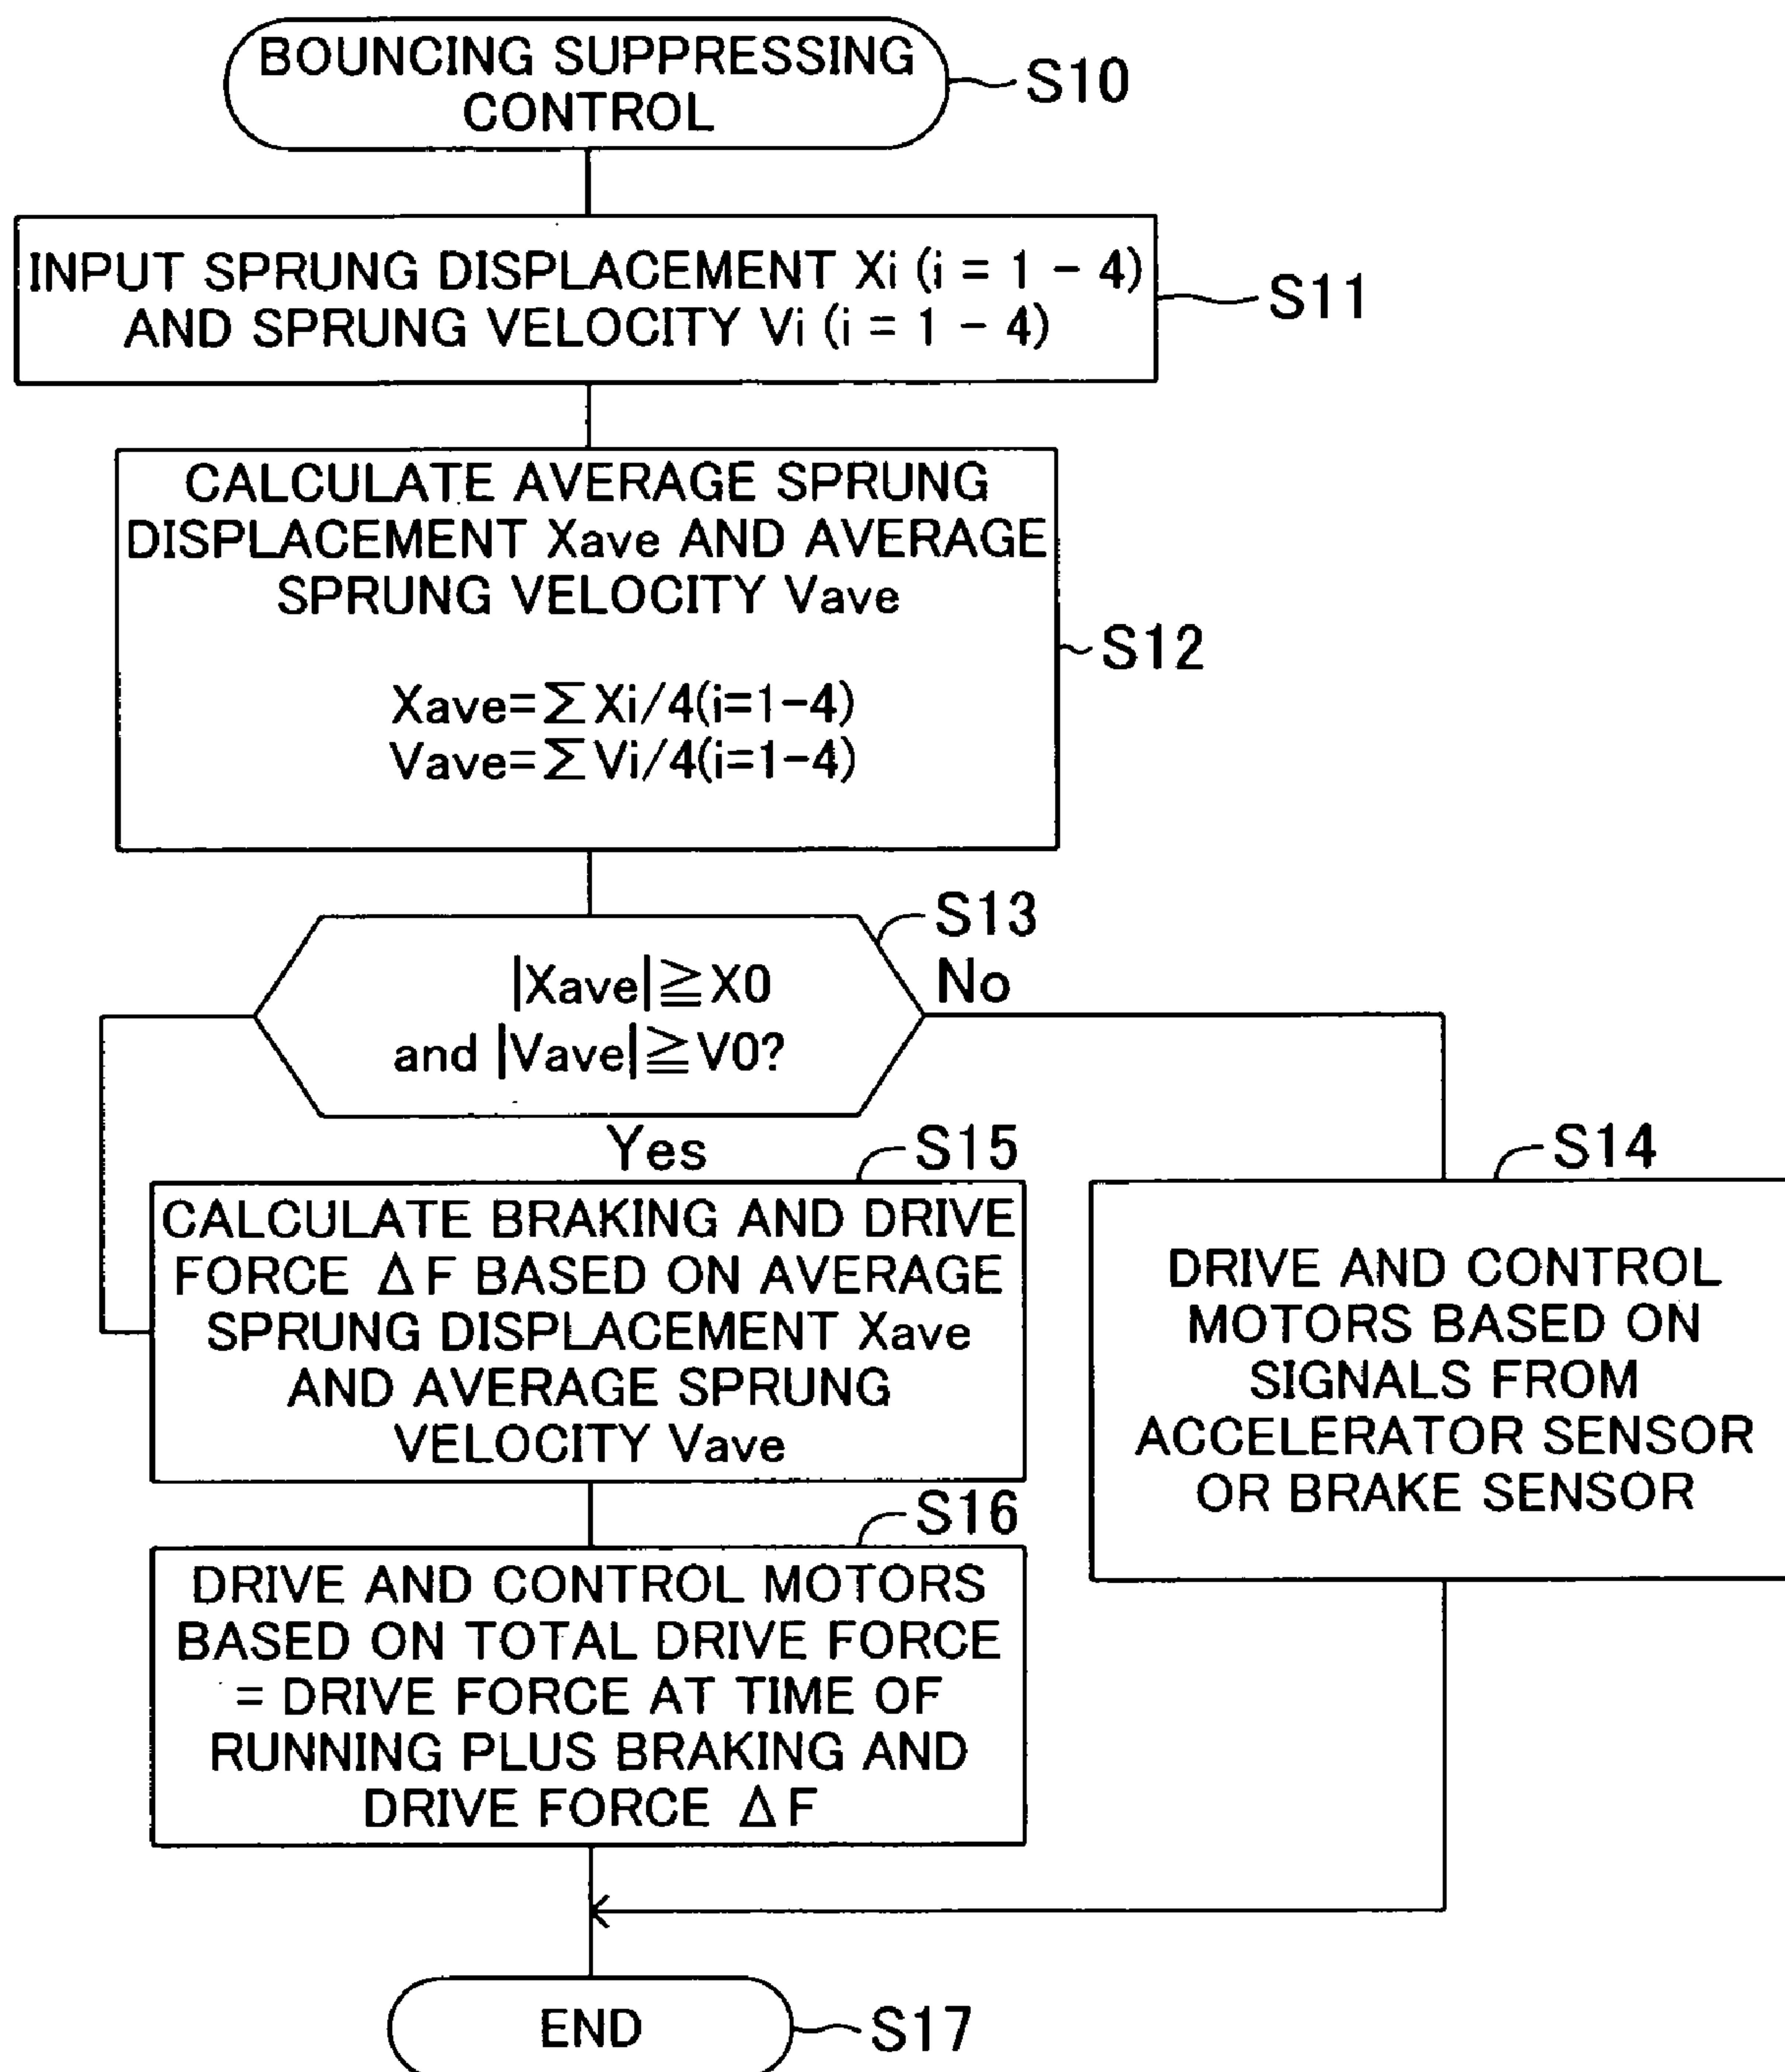 BOUNCING SUPPRESSING
CONTROL
S10
INPUT SPRUNG DISPLACEMENT Xi (i = 1 – 4)
AND SPRUNG VELOCITY Vi (i = 1 – 4)
S11
CALCULATE AVERAGE SPRUNG
DISPLACEMENT Xave AND AVERAGE
SPRUNG VELOCITY Vave
Xave=∑Xi/4(i=1–4)
Vave=∑Vi/4(i=1–4)
S12
S13
|Xave|≧X0
and |Vave|≧V0?
No
Yes
S15
CALCULATE BRAKING AND DRIVE
FORCE ΔF BASED ON AVERAGE
SPRUNG DISPLACEMENT Xave
AND AVERAGE SPRUNG
VELOCITY Vave
S14
DRIVE AND CONTROL
MOTORS BASED ON
SIGNALS FROM
ACCELERATOR SENSOR
OR BRAKE SENSOR
S16
DRIVE AND CONTROL MOTORS
BASED ON TOTAL DRIVE FORCE
= DRIVE FORCE AT TIME OF
RUNNING PLUS BRAKING AND
DRIVE FORCE ΔF
END
S17